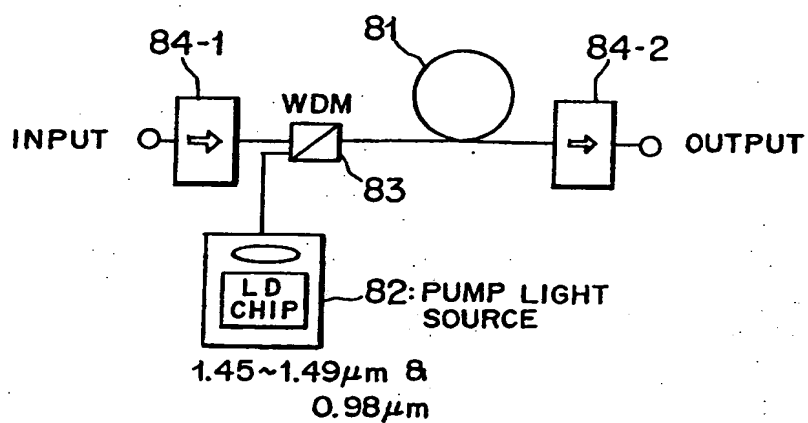 84-1
81
84-2
WDM
INPUT
OUTPUT
83
LD
CHIP
82: PUMP LIGHT
SOURCE
1.45~1.49μm &
0.98μm